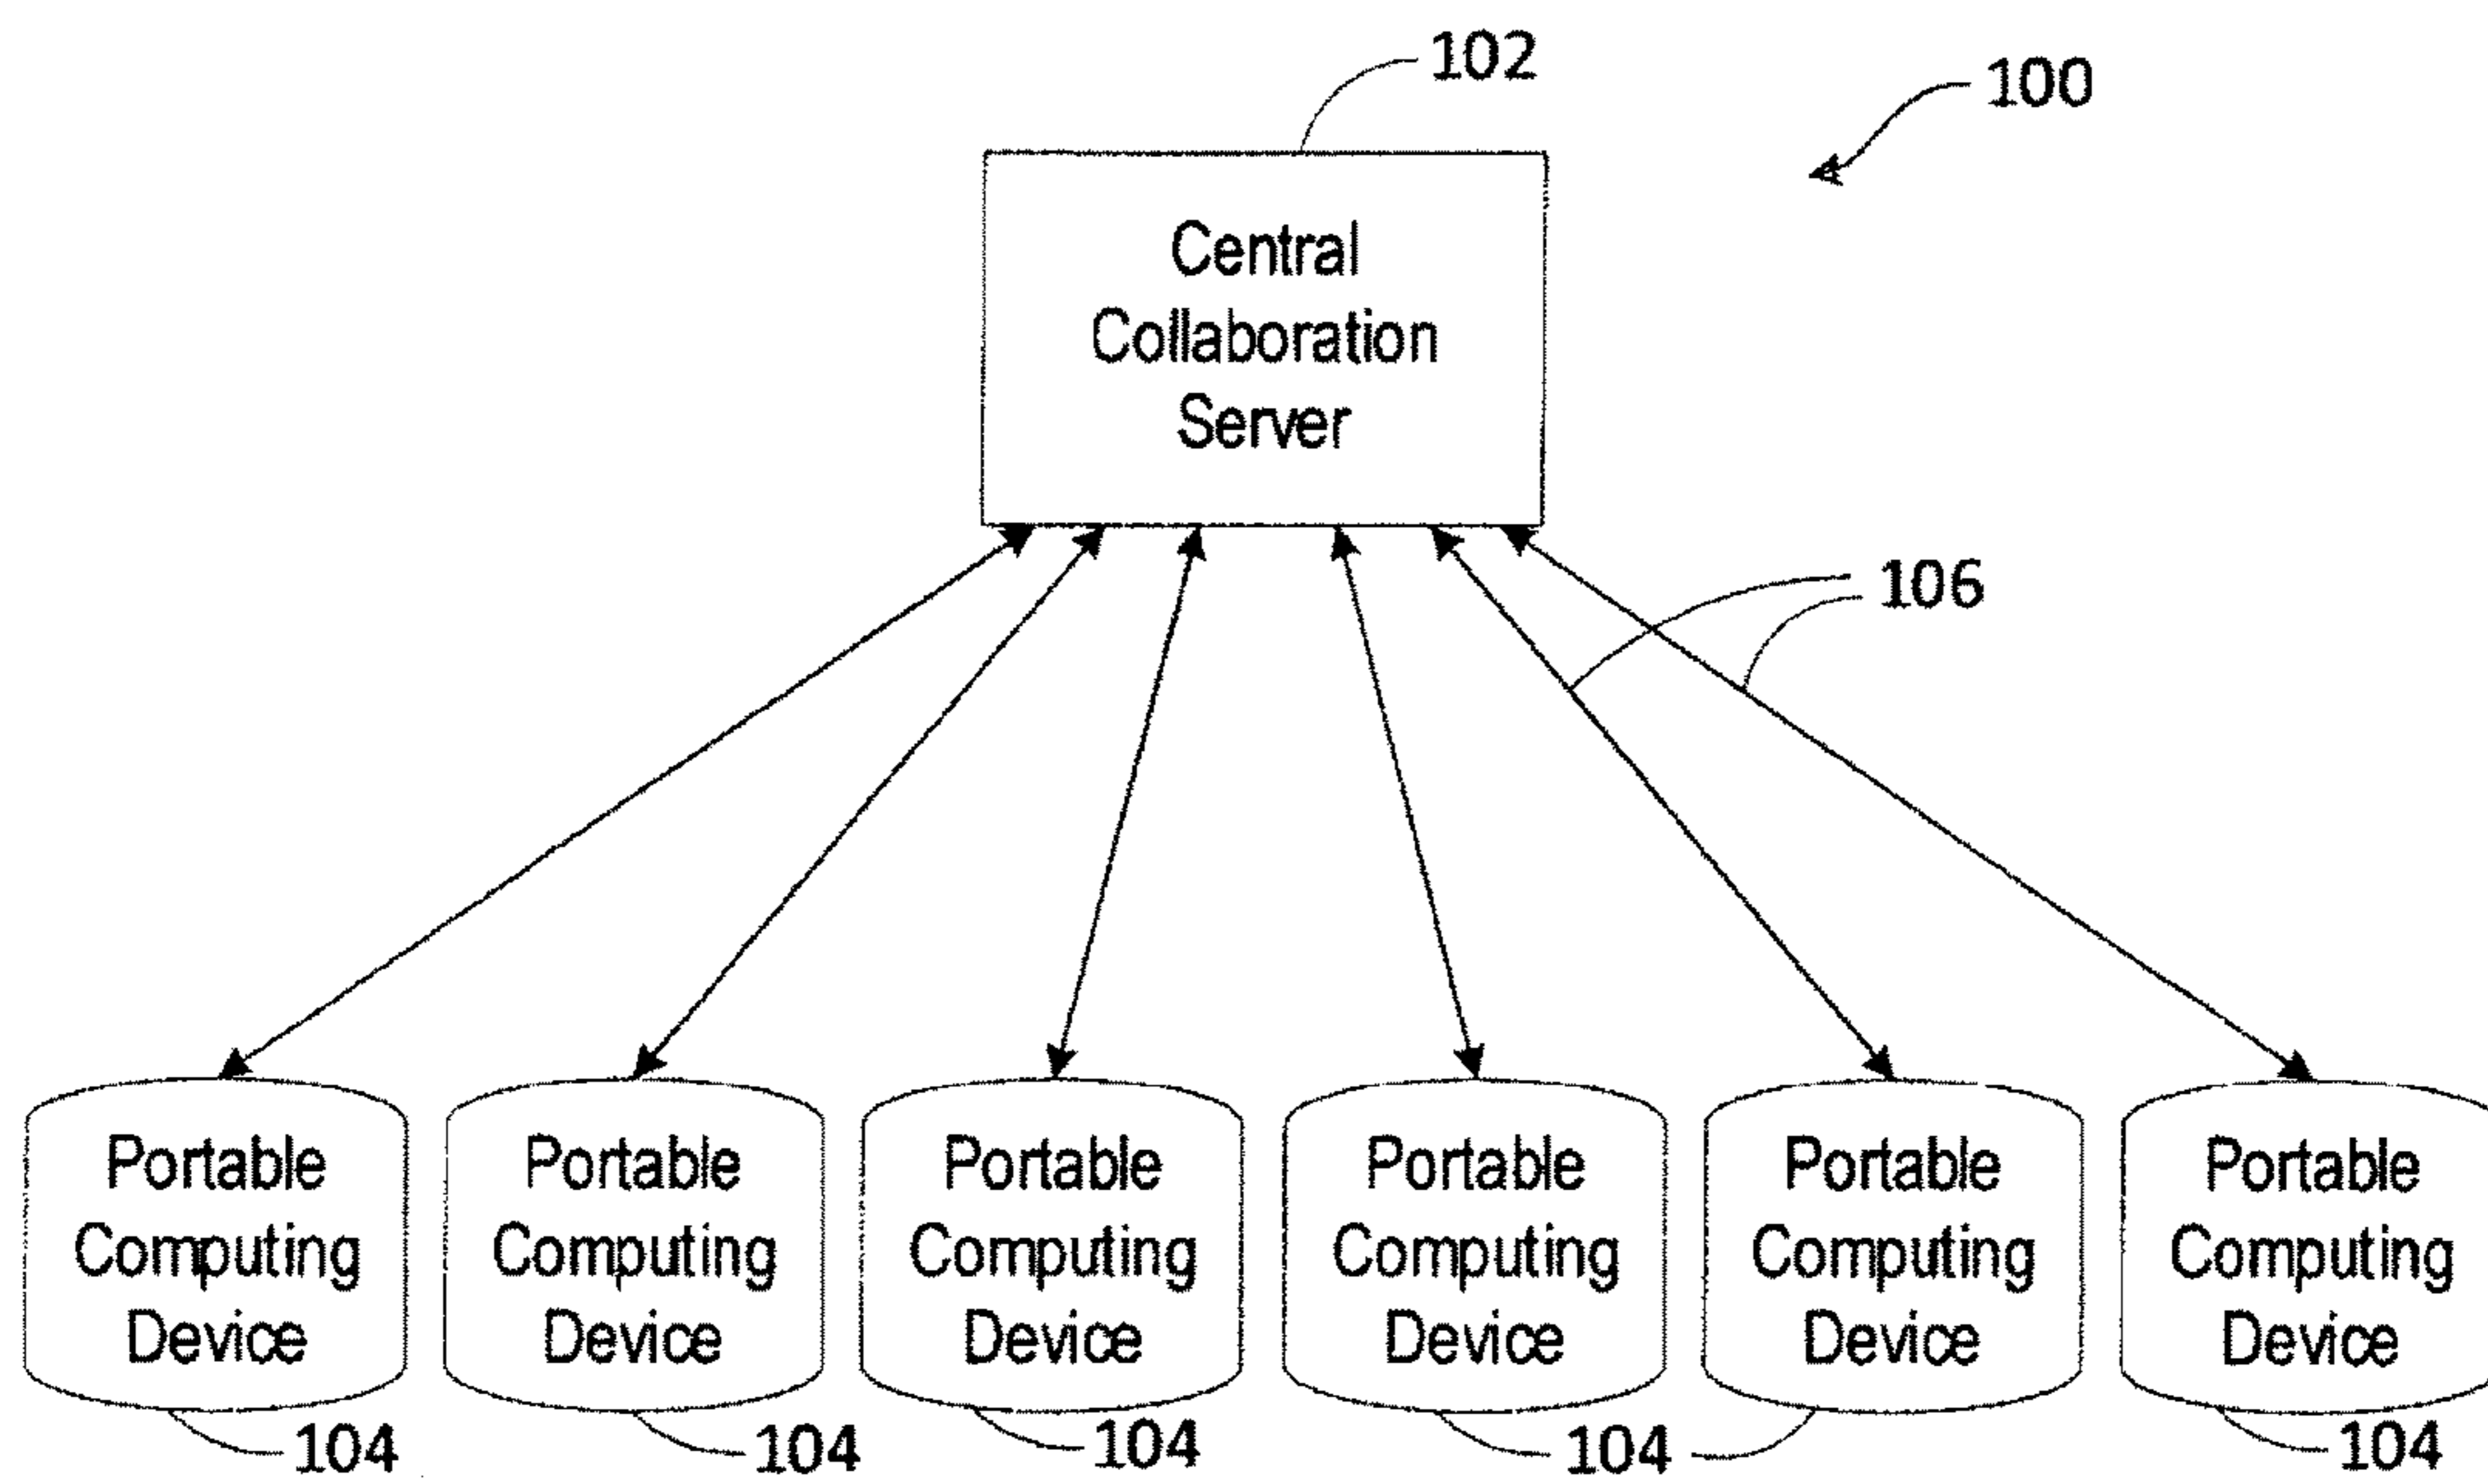 102
100
Central
Collaboration
Server
106
Portable
Computing
Device
Portable
Computing
Device
Portable
Computing
Device
Portable
Computing
Device
Portable
Computing
Device
Portable
Computing
Device
104
104
104
104
104